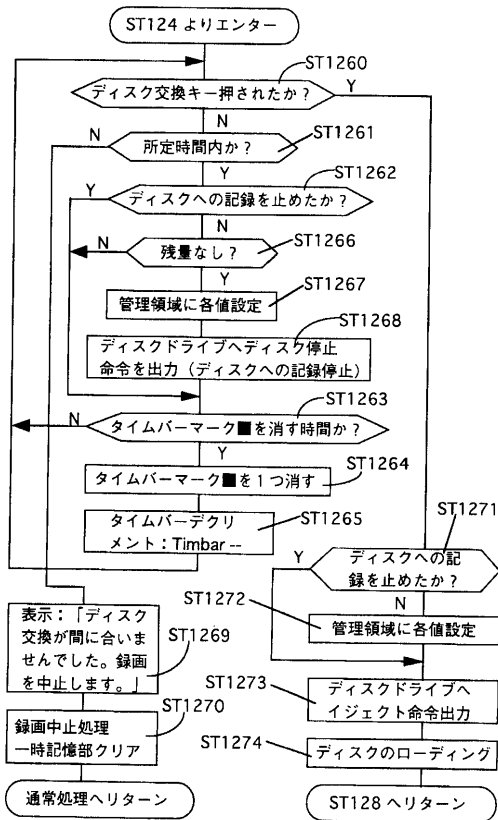 ST124 よりエンター
ST1260
ディスク交換キー押されたか？
Y
N
ST1261
N
所定時間内か？
Y
ST1262
Y
ディスクへの記録を止めたか？
N
ST1266
N
残量なし？
Y
ST1267
管理領域に各値設定
ST1268
ディスクドライブへディスク停止
命令を出力（ディスクへの記録停止）
ST1263
N
タイムバーマーク■を消す時間か？
Y
ST1264
タイムバーマーク■を１つ消す
ST1265
タイムバーデクリ
メント：Timbar --
ST1271
Y
ディスクへの記
録を止めたか？
N
ST1272
管理領域に各値設定
表示：「ディスク
交換が間に合いま
せんでした。録画
を中止します。」
ST1269
ST1273
ディスクドライブへ
イジェクト命令出力
ST1270
録画中止処理
一時記憶部クリア
ST1274
ディスクのローディング
通常処理へリターン
ST128 へリターン